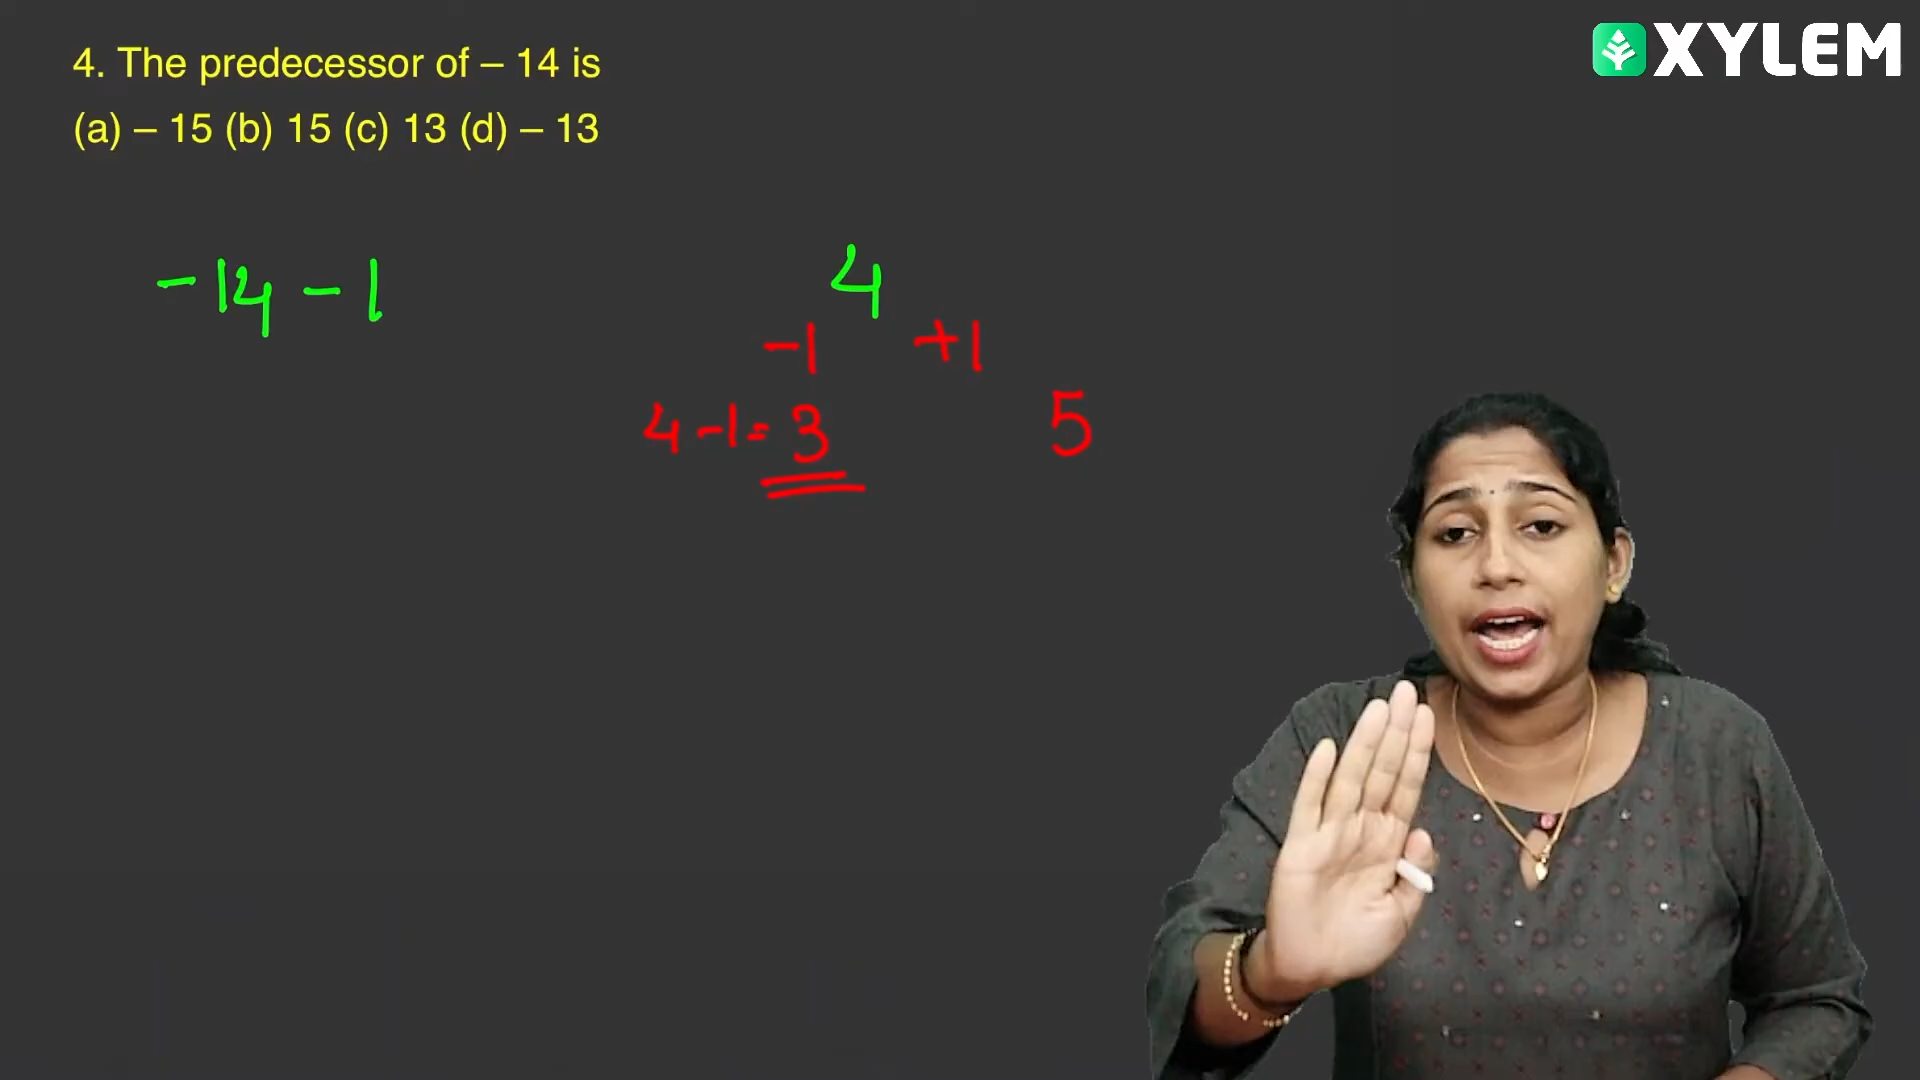 XYLEM
4. The predecessor of – 14 is
(a) – 15 (b) 15 (c) 13 (d) – 13
-14 - 1
4
-1 +1
4 - 1 = 3
5